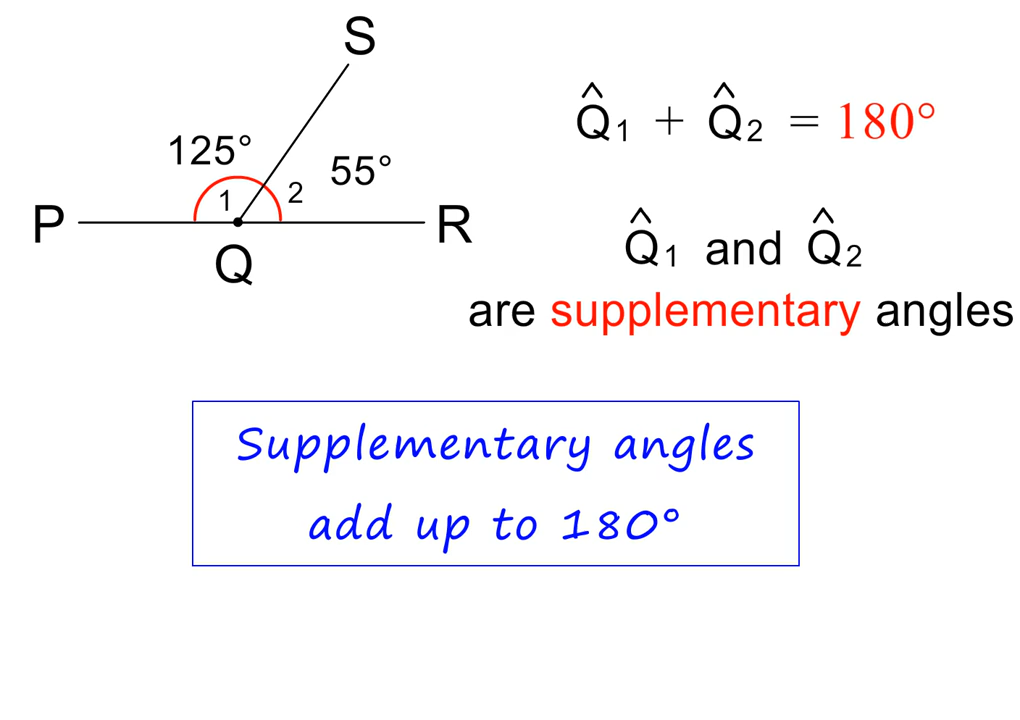 S
125°
55°
1
2
P
R
Q
Q̂1 + Q̂2 = 180°
Q̂1 and Q̂2
are supplementary angles
Supplementary angles
add up to 180°